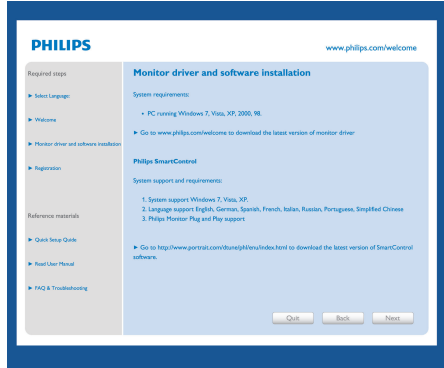 PHILIPS
www.philips.com/welcome
Required steps
► Select Language:
► Welcome
► Monitor driver and software installation
► Registration
Reference materials
► Quick Setup Guide
► Read User Manual
► FAQ & Troubleshooting
Monitor driver and software installation
System requirements:
• PC running Windows 7, Vista, XP, 2000, 98.
► Go to www.philips.com/welcome to download the latest version of monitor driver
Philips SmartControl
System support and requirements:
1. System support Windows 7, Vista, XP.
2. Language support English, German, Spanish, French, Italian, Russian, Portuguese, Simplified Chinese
3. Philips Monitor Plug and Play support
► Go to http://www.portrait.com/dtune/phl/enu/index.html to download the latest version of SmartControl
software.
Quit
Back
Next